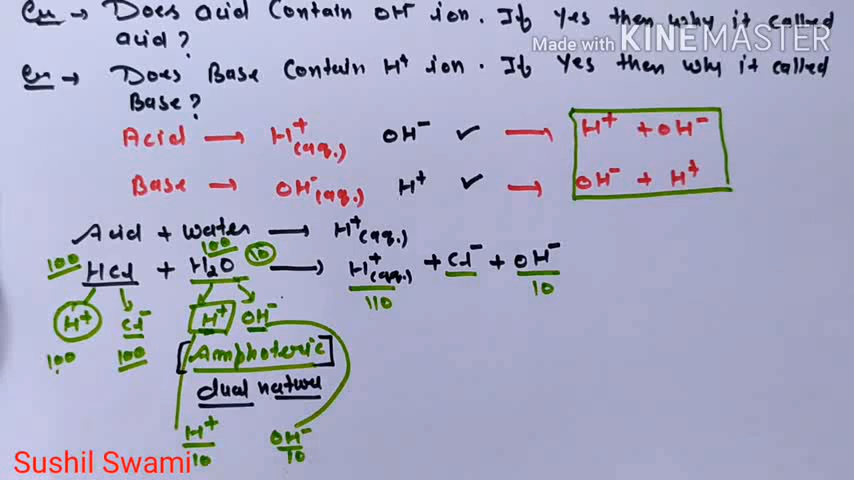 Qu → Does acid contain OH⁻ ion. If yes then why it called
acid?
Made with KINEMASTER
Qu → Does Base contain H⁺ ion. If yes then why it called
Base?
Acid → H⁺(aq.) OH⁻ ✓ → H⁺ + OH⁻
Base → OH⁻(aq.) H⁺ ✓ → OH⁻ + H⁺
Acid + water → H⁺(aq.)
100 100 10
HCl + H₂O → H⁺(aq.) + Cl⁻ + OH⁻
110 10
H⁺ Cl⁻ H⁺ OH⁻
100 100
[Amphoteric]
dual nature
H⁺ OH⁻
10 10
Sushil Swami